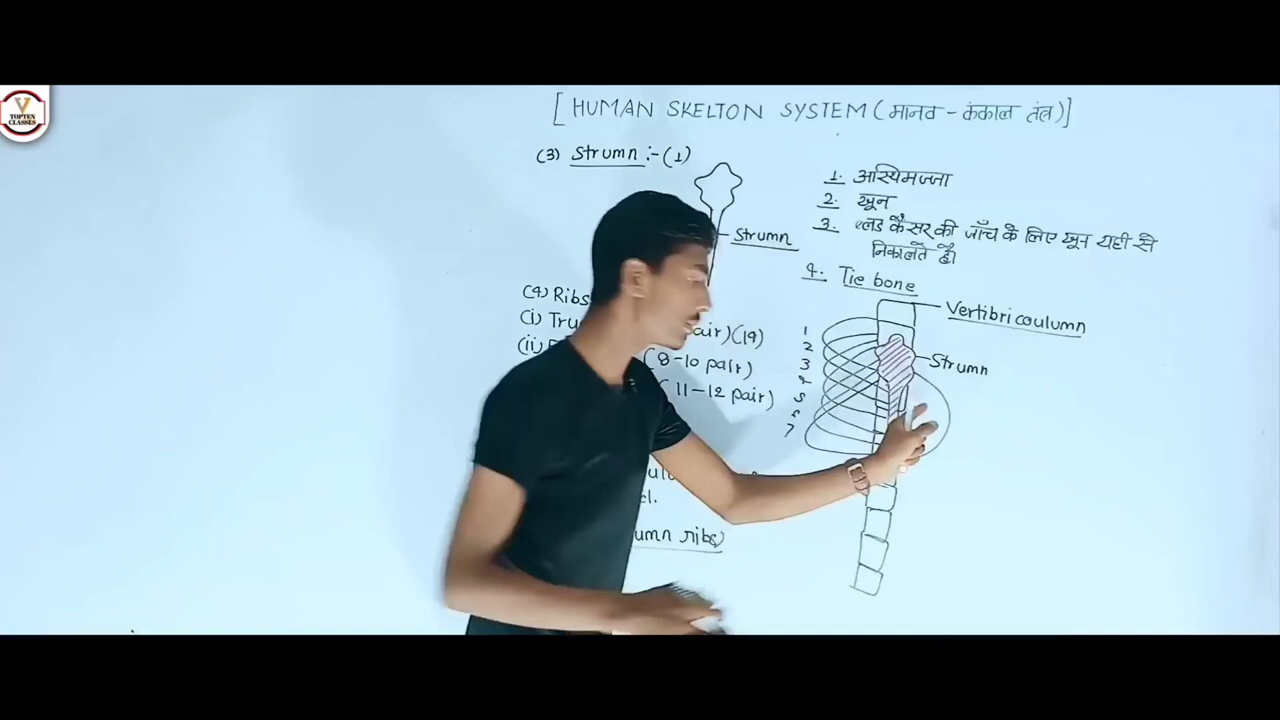 V
TOPTEN
CLASSES
[HUMAN SKELTON SYSTEM (मानव - कंकाल तंत्र)]
(3) Strumn :- (1)
Strumn
1. अस्थिमज्जा
2. खून
3. ब्लड कैंसर की जाँच के लिए खून यही से
निकालते है।
4. Tie bone
(4) Ribs
(i) Tru pair) (14)
(ii) (8-10 pair)
(11-12 pair)
umn ribs)
Vertibri coulumn
Strumn
1
2
3
4
5
6
7